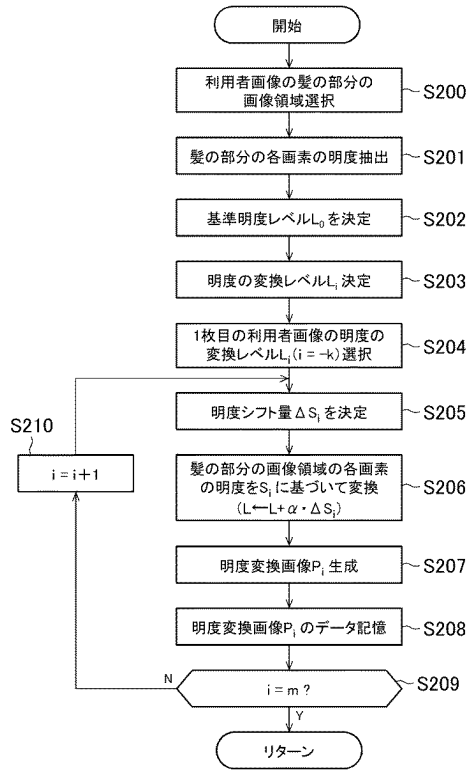 開始
利用者画像の髪の部分の
画像領域選択
S200
髪の部分の各画素の明度抽出
S201
基準明度レベルL₀を決定
S202
明度の変換レベルLᵢ決定
S203
1枚目の利用者画像の明度の
変換レベルLᵢ(i=-k)選択
S204
明度シフト量ΔSᵢを決定
S205
S210
i=i+1
髪の部分の画像領域の各画素
の明度をSᵢに基づいて変換
(L←L+α・ΔSᵢ)
S206
明度変換画像Pᵢ生成
S207
明度変換画像Pᵢのデータ記憶
S208
N
i=m?
S209
Y
リターン